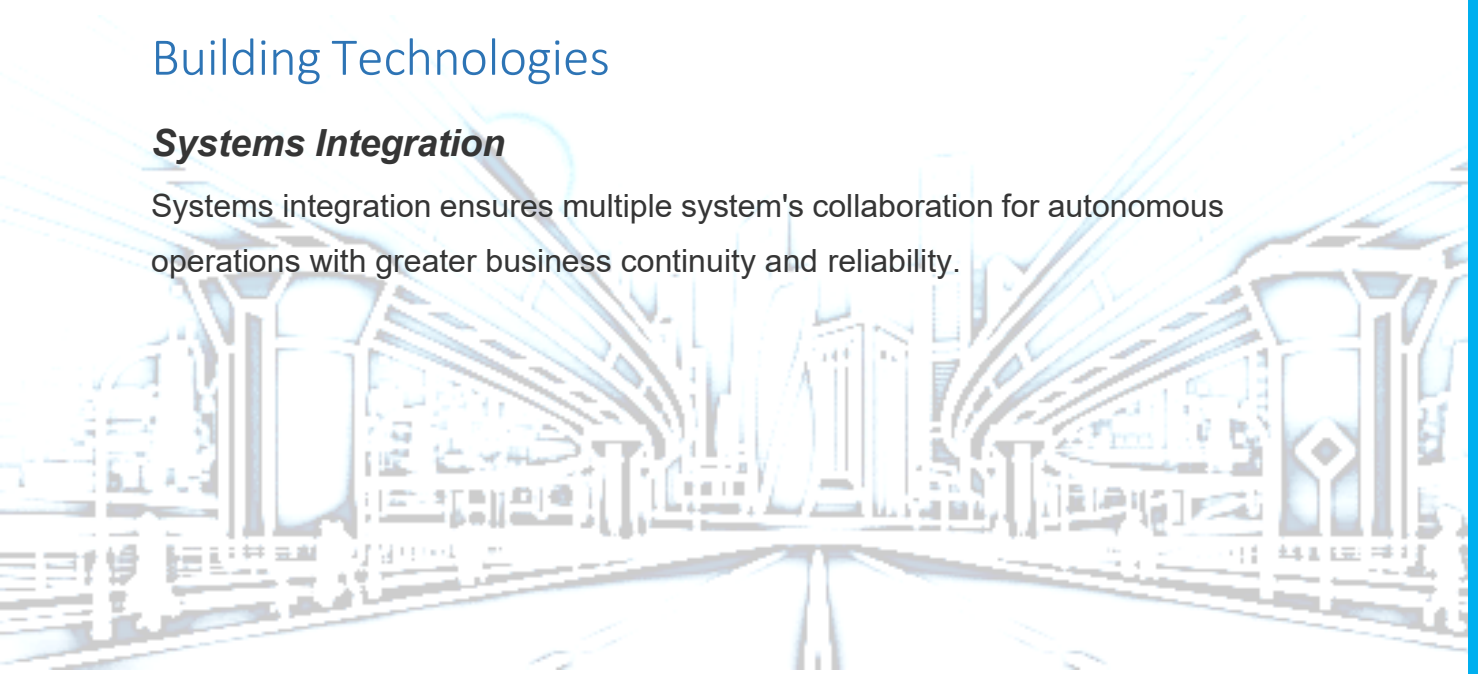 Building Technologies
Systems Integration
Systems integration ensures multiple system's collaboration for autonomous
operations with greater business continuity and reliability.